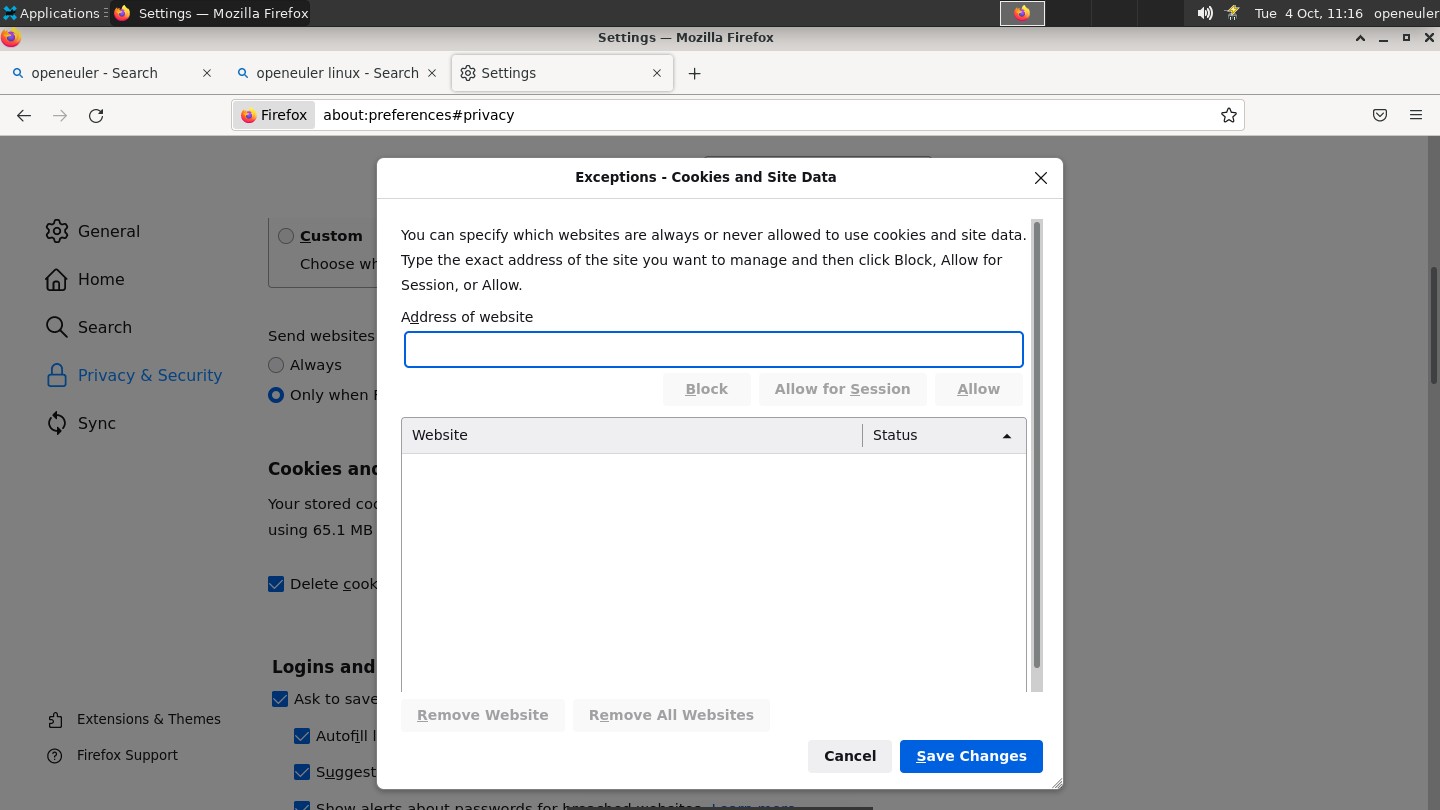 Applications
Settings — Mozilla Firefox
Tue 4 Oct, 11:16
openeuler
Settings — Mozilla Firefox
openeuler - Search
openeuler linux - Search
Settings
Firefox
about:preferences#privacy
Exceptions - Cookies and Site Data
You can specify which websites are always or never allowed to use cookies and site data.
Type the exact address of the site you want to manage and then click Block, Allow for
Session, or Allow.
Address of website
Block
Allow for Session
Allow
Website
Status
Remove Website
Remove All Websites
Cancel
Save Changes
General
Home
Search
Privacy & Security
Sync
Extensions & Themes
Firefox Support
Custom
Choose wh
Send websites
Always
Only when F
Cookies and
Your stored coo
using 65.1 MB
Delete cook
Logins and
Ask to save
Autofill l
Suggest
Show alerts about passwords for breached websites. Learn more